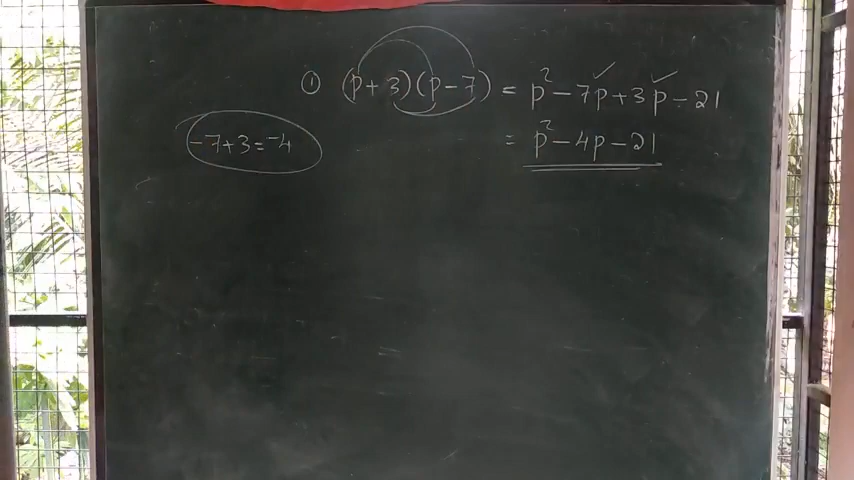 ① (p + 3)(p - 7) = p² - 7p + 3p - 21
-7 + 3 = -4
= p² - 4p - 21